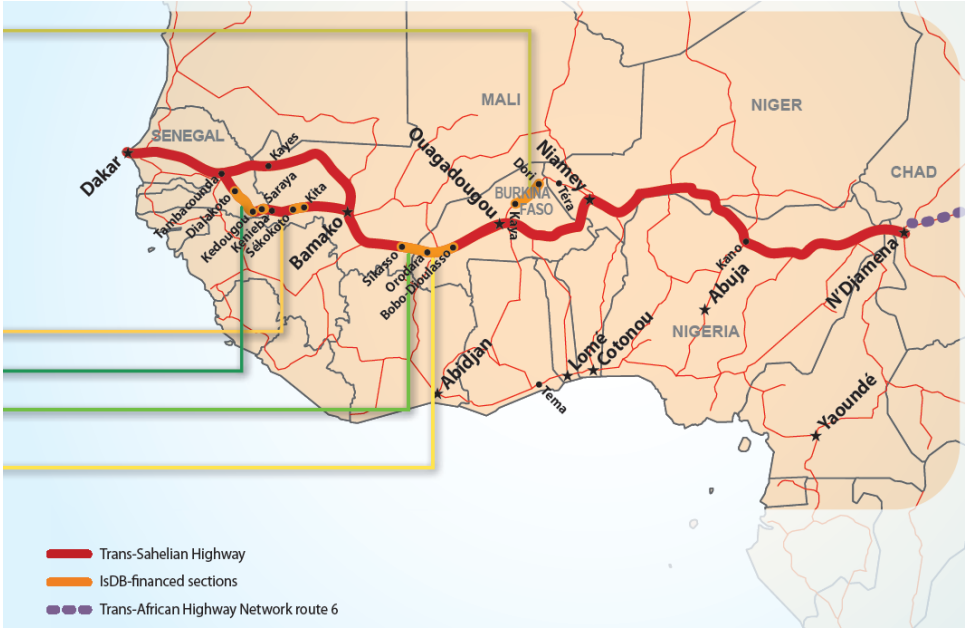 MALI
NIGER
SENEGAL
CHAD
Dakar
Tambacounda
Kayes
Dialakoto
Saraya
Kedougou
Kenieba
Sékokoto
Kita
Bamako
Sikasso
Orodara
Bobo-Dioulasso
Ouagadougou
Kaya
Dori
BURKINA
FASO
Téra
Niamey
Kano
N'Djamena
Abuja
NIGERIA
Abidjan
Tema
Lomé
Cotonou
Yaoundé
Trans-Sahelian Highway
IsDB-financed sections
Trans-African Highway Network route 6